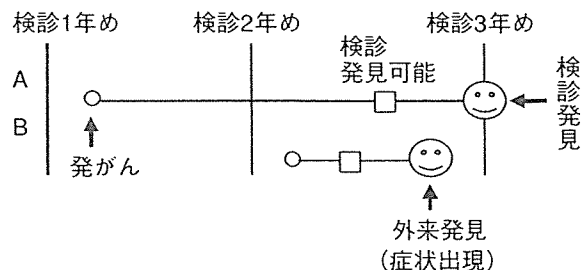 検診1年め
検診2年め
検診3年め
検診
発見可能
A
B
発がん
検診発見
外来発見
(症状出現)